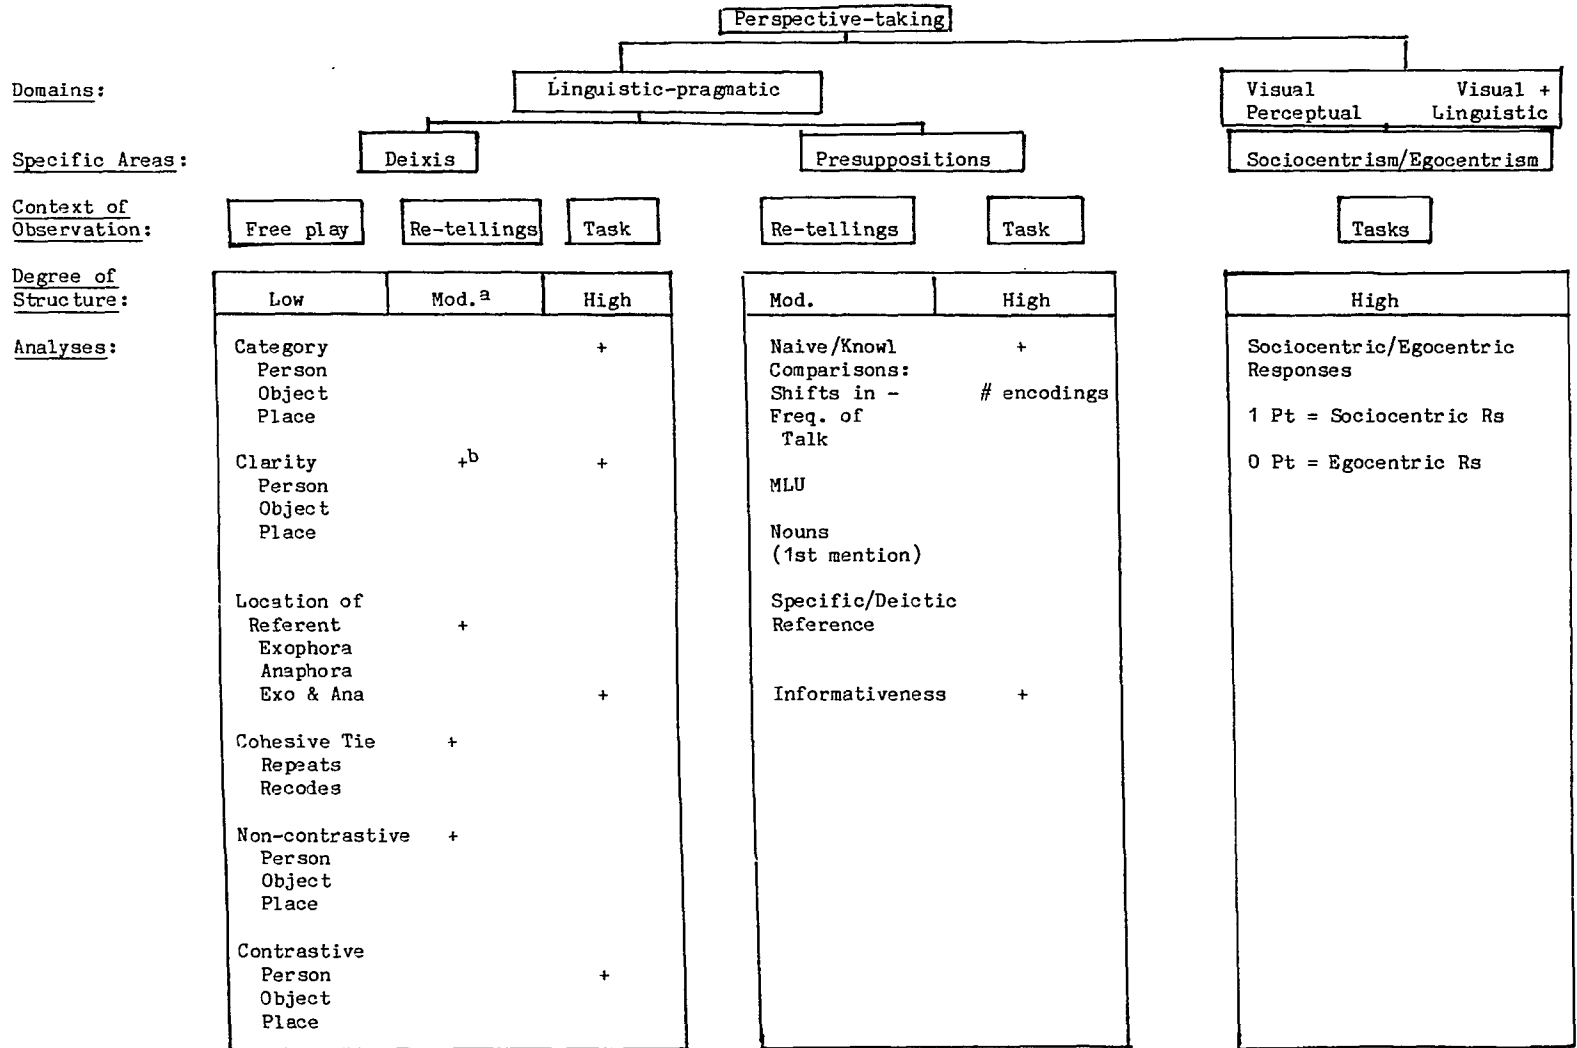 Perspective-taking
Domains: Linguistic-pragmatic Visual Visual +
Perceptual Linguistic
Specific Areas: Deixis Presuppositions Sociocentrism/Egocentrism
Context of
Observation: Free play Re-tellings Task Re-tellings Task Tasks
Degree of
Structure: Low Mod.a High Mod. High High
Analyses: Category + Naive/Knowl + Sociocentric/Egocentric
Person Comparisons: Responses
Object Shifts in - # encodings
Place Freq. of 1 Pt = Sociocentric Rs
Talk
Clarity +b + 0 Pt = Egocentric Rs
Person MLU
Object
Place Nouns
(1st mention)
Location of Specific/Deictic
Referent + Reference
Exophora
Anaphora
Exo & Ana + Informativeness +
Cohesive Tie +
Repeats
Recodes
Non-contrastive +
Person
Object
Place
Contrastive
Person +
Object
Place